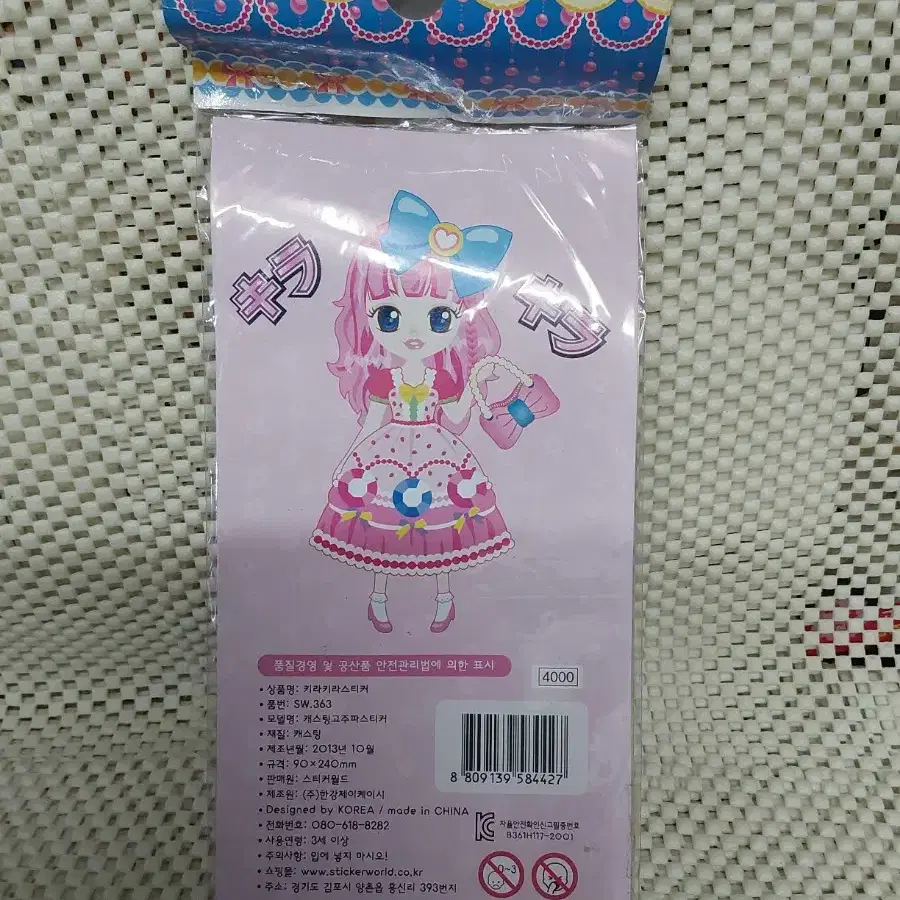 キラ
キラ
품질경영 및 공산품 안전관리법에 의한 표시
4000
• 상품명: 키라키라스티커
• 품번: SW.363
• 모델명: 캐스팅고주파스티커
• 재질: 캐스팅
• 제조년월: 2013년 10월
• 규격: 90×240mm
• 판매원: 스티커월드
• 제조원: (주)한강제이케이시
• Designed by KOREA / made in CHINA
• 전화번호: 080-618-8282
• 사용연령: 3세 이상
• 주의사항: 입에 넣지 마시오!
• 쇼핑몰: www.stickerworld.co.kr
• 주소: 경기도 김포시 양촌읍 흥신리 393번지
8 809139 584427
자율안전확인신고필증번호
B361H117-2001
0~3